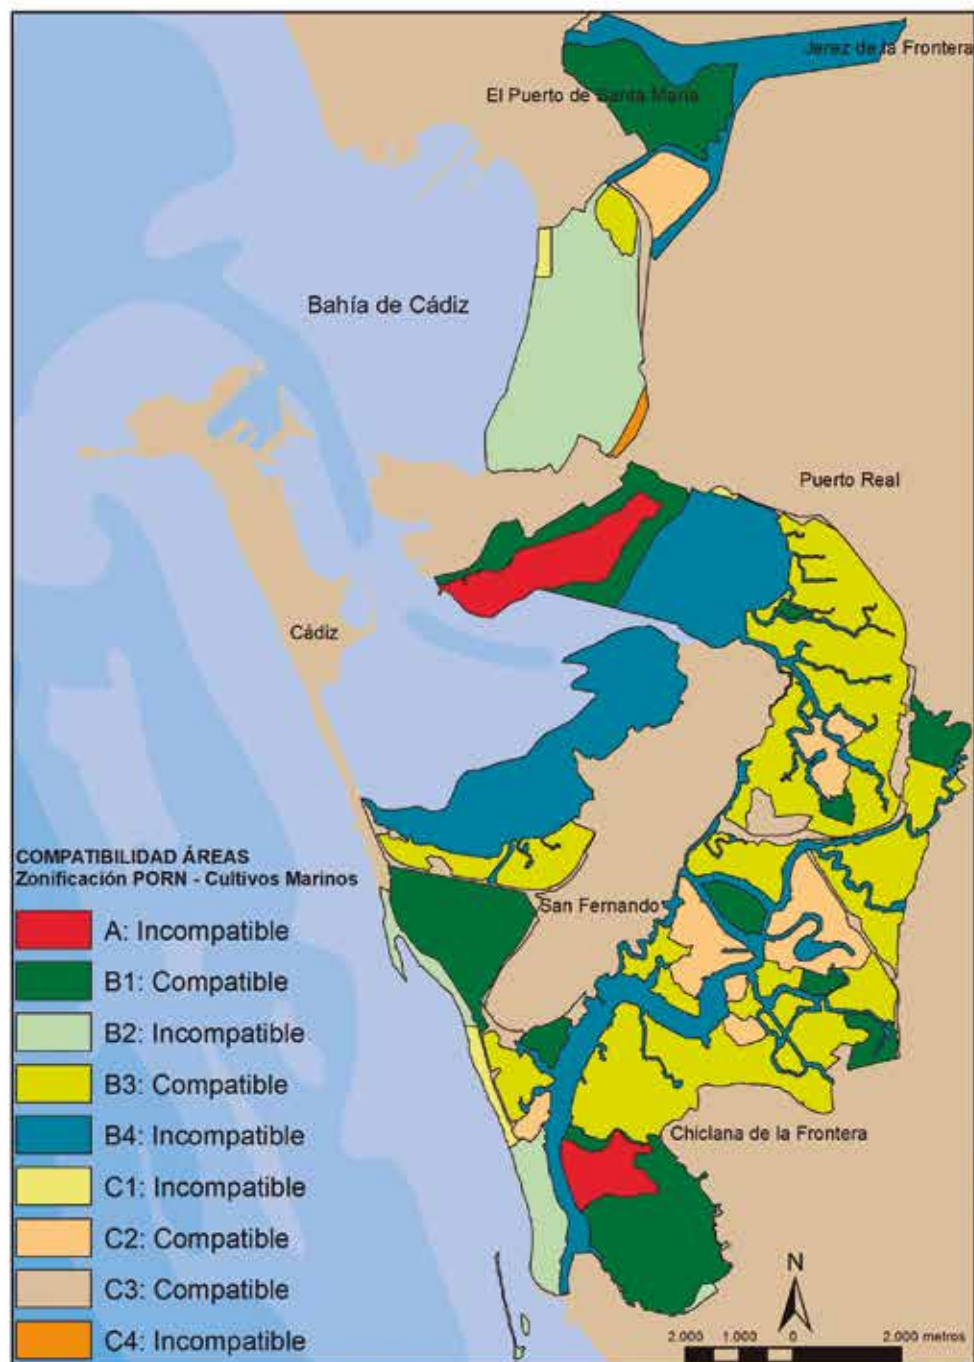 Jerez de la Frontera
El Puerto de Santa María
Bahía de Cádiz
Puerto Real
Cádiz
San Fernando
Chiclana de la Frontera
COMPATIBILIDAD ÁREAS
Zonificación PORN - Cultivos Marinos
A: Incompatible
B1: Compatible
B2: Incompatible
B3: Compatible
B4: Incompatible
C1: Incompatible
C2: Compatible
C3: Compatible
C4: Incompatible
N
2.000 1.000 0 2.000 metros